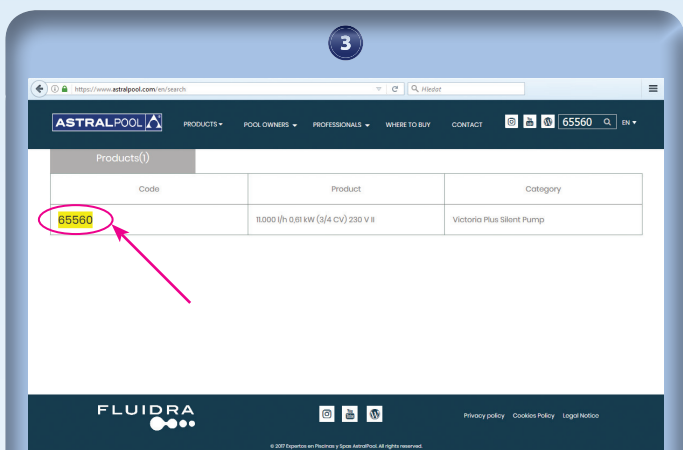 3
https://www.astralpool.com/en/search
Hledat
ASTRALPOOL
PRODUCTS
POOL OWNERS
PROFESSIONALS
WHERE TO BUY
CONTACT
65560
EN
Products(1)
Code Product Category
65560 11.000 l/h 0,61 kW (3/4 CV) 230 V II Victoria Plus Silent Pump
FLUIDRA
Privacy policy Cookies Policy Legal Notice
© 2017 Expertos en Piscinas y Spas AstralPool. All rights reserved.